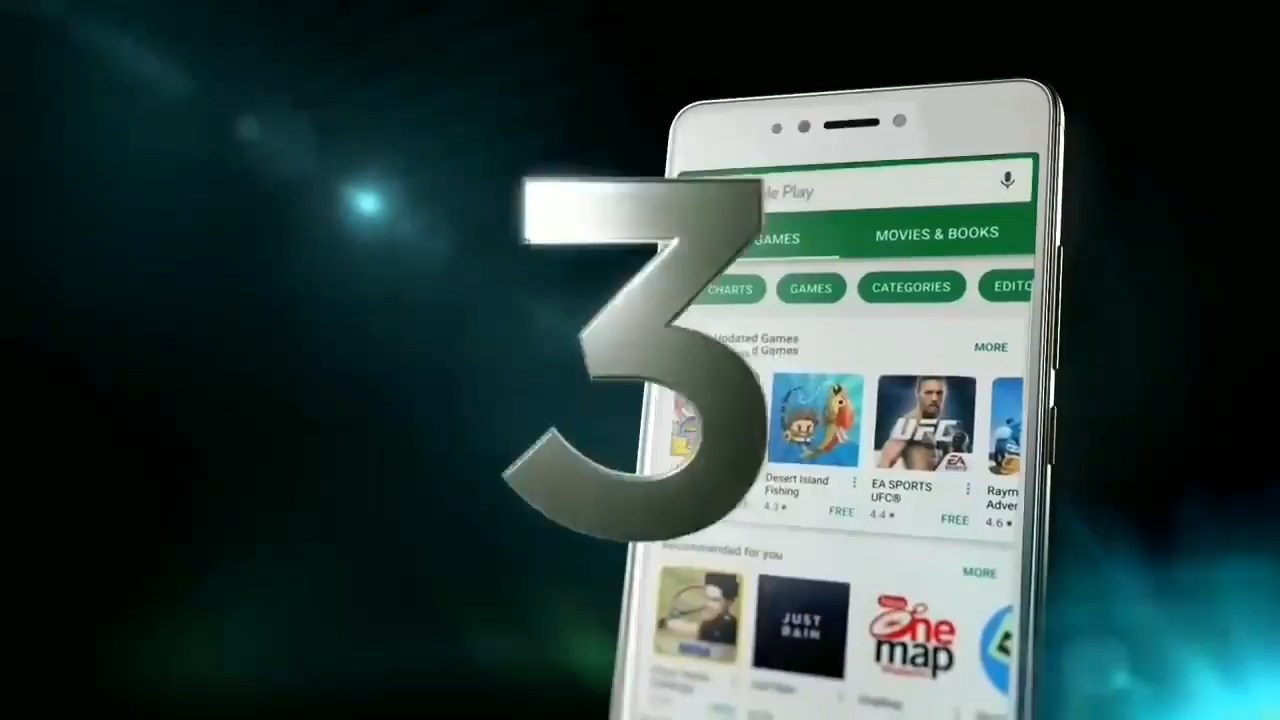 3
le Play
GAMES
MOVIES & BOOKS
CHARTS
GAMES
CATEGORIES
EDITO
Updated Games
d Games
MORE
UFC
EA
Desert Island
Fishing
4.3
FREE
EA SPORTS
UFC®
4.4
FREE
Raym
Adver
4.6
Recommended for you
MORE
JUST
RAIN
One
map